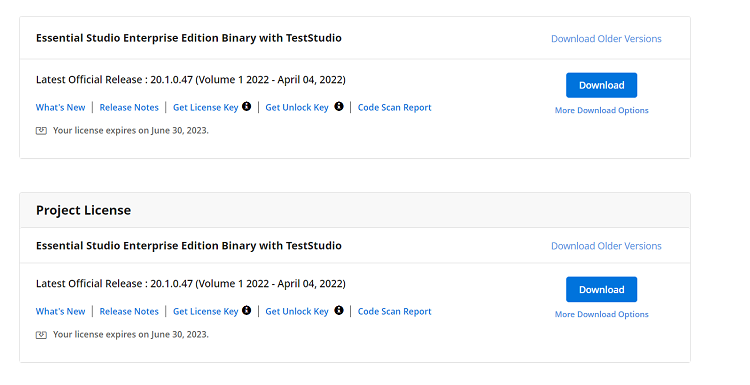 Essential Studio Enterprise Edition Binary with TestStudio Download Older Versions
Latest Official Release : 20.1.0.47 (Volume 1 2022 - April 04, 2022) Download
What's New | Release Notes | Get License Key | Get Unlock Key | Code Scan Report More Download Options
Your license expires on June 30, 2023.
Project License
Essential Studio Enterprise Edition Binary with TestStudio Download Older Versions
Latest Official Release : 20.1.0.47 (Volume 1 2022 - April 04, 2022) Download
What's New | Release Notes | Get License Key | Get Unlock Key | Code Scan Report More Download Options
Your license expires on June 30, 2023.